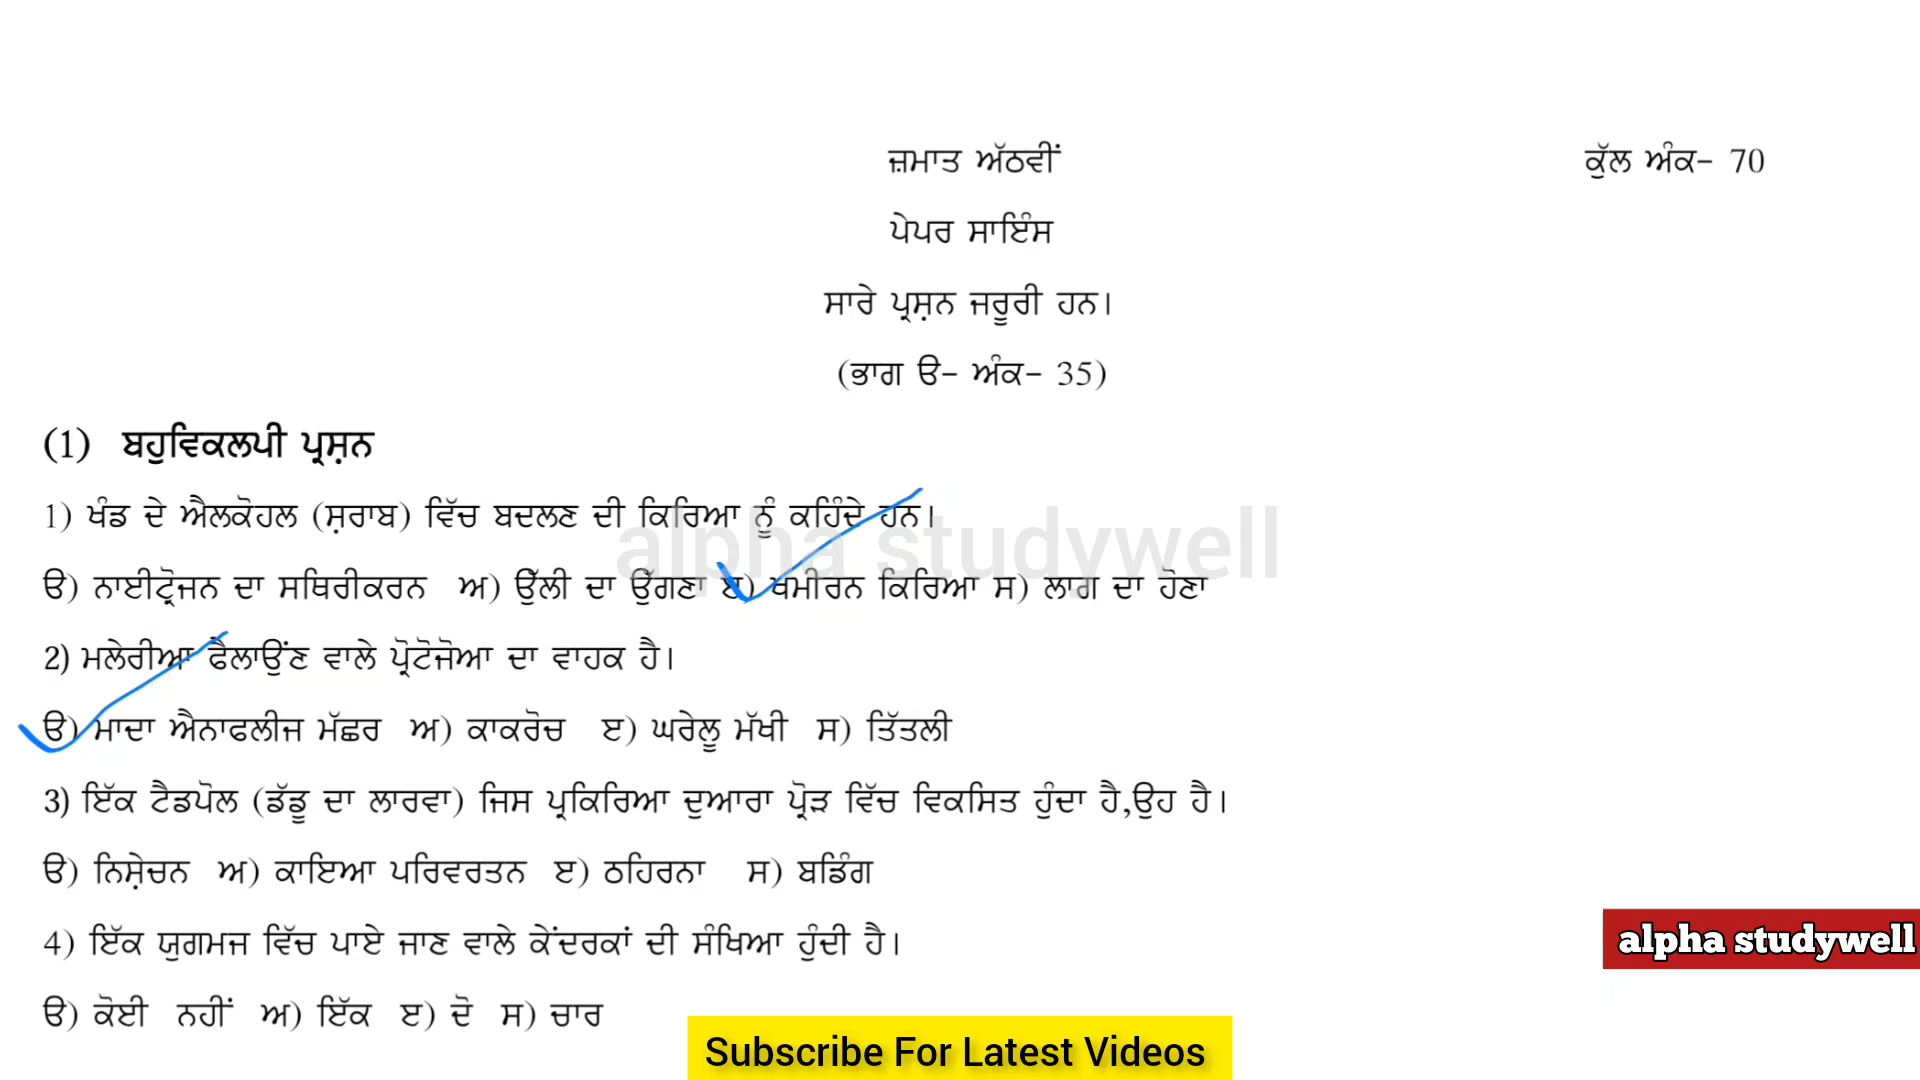 ਜ਼ਮਾਤ ਅੱਠਵੀਂ ਕੁੱਲ ਅੰਕ- 70
ਪੇਪਰ ਸਾਇੰਸ
ਸਾਰੇ ਪ੍ਰਸ਼ਨ ਜਰੂਰੀ ਹਨ।
(ਭਾਗ ੳ- ਅੰਕ- 35)
(1) ਬਹੁਵਿਕਲਪੀ ਪ੍ਰਸ਼ਨ
1) ਖੰਡ ਦੇ ਐਲਕੋਹਲ (ਸ਼ਰਾਬ) ਵਿੱਚ ਬਦਲਣ ਦੀ ਕਿਰਿਆ ਨੂੰ ਕਹਿੰਦੇ ਹਨ।
alpha studywell
ੳ) ਨਾਈਟ੍ਰੋਜਨ ਦਾ ਸਥਿਰੀਕਰਨ ਅ) ਉੱਲੀ ਦਾ ਉੱਗਣਾ ੲ) ਖਮੀਰਨ ਕਿਰਿਆ ਸ) ਲਾਗ ਦਾ ਹੋਣਾ
2) ਮਲੇਰੀਆ ਫੈਲਾਉਂਣ ਵਾਲੇ ਪ੍ਰੋਟੋਜੋਆ ਦਾ ਵਾਹਕ ਹੈ।
ੳ) ਮਾਦਾ ਐਨਾਫਲੀਜ ਮੱਛਰ ਅ) ਕਾਕਰੋਚ ੲ) ਘਰੇਲੂ ਮੱਖੀ ਸ) ਤਿੱਤਲੀ
3) ਇੱਕ ਟੈਡਪੋਲ (ਡੱਡੂ ਦਾ ਲਾਰਵਾ) ਜਿਸ ਪ੍ਰਕਿਰਿਆ ਦੁਆਰਾ ਪ੍ਰੋੜ ਵਿੱਚ ਵਿਕਸਿਤ ਹੁੰਦਾ ਹੈ,ਉਹ ਹੈ।
ੳ) ਨਿਸ਼ੇਚਨ ਅ) ਕਾਇਆ ਪਰਿਵਰਤਨ ੲ) ਠਹਿਰਨਾ ਸ) ਬਡਿੰਗ
4) ਇੱਕ ਯੁਗਮਜ ਵਿੱਚ ਪਾਏ ਜਾਣ ਵਾਲੇ ਕੇਂਦਰਕਾਂ ਦੀ ਸੰਖਿਆ ਹੁੰਦੀ ਹੈ।
alpha studywell
ੳ) ਕੋਈ ਨਹੀਂ ਅ) ਇੱਕ ੲ) ਦੋ ਸ) ਚਾਰ
Subscribe For Latest Videos